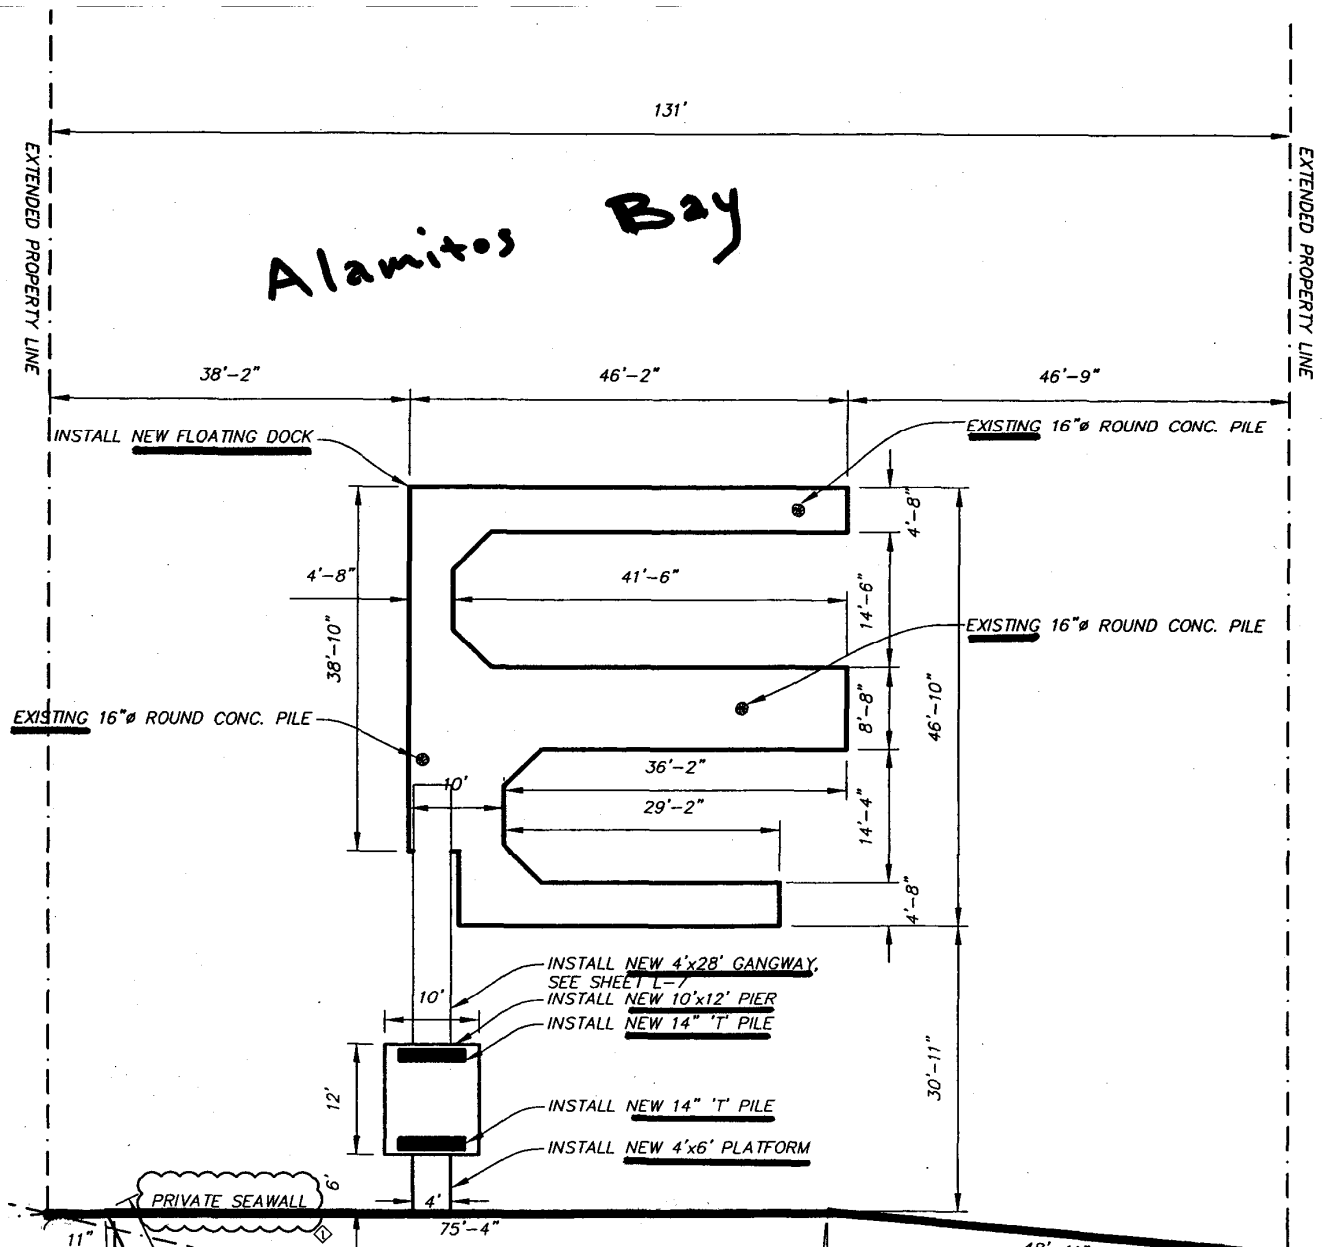 131'
EXTENDED PROPERTY LINE
EXTENDED PROPERTY LINE
Alamitos Bay
38'-2"
46'-2"
46'-9"
INSTALL NEW FLOATING DOCK
EXISTING 16"ø ROUND CONC. PILE
4'-8"
4'-8"
41'-6"
14'-6"
38'-10"
EXISTING 16"ø ROUND CONC. PILE
8'-8"
46'-10"
EXISTING 16"ø ROUND CONC. PILE
36'-2"
10'
29'-2"
14'-4"
4'-8"
INSTALL NEW 4'x28' GANGWAY,
SEE SHEET L-7
10'
INSTALL NEW 10'x12' PIER
INSTALL NEW 14" 'T' PILE
30'-11"
12'
INSTALL NEW 14" 'T' PILE
INSTALL NEW 4'x6' PLATFORM
6'
PRIVATE SEAWALL
4'
75'-4"
11"